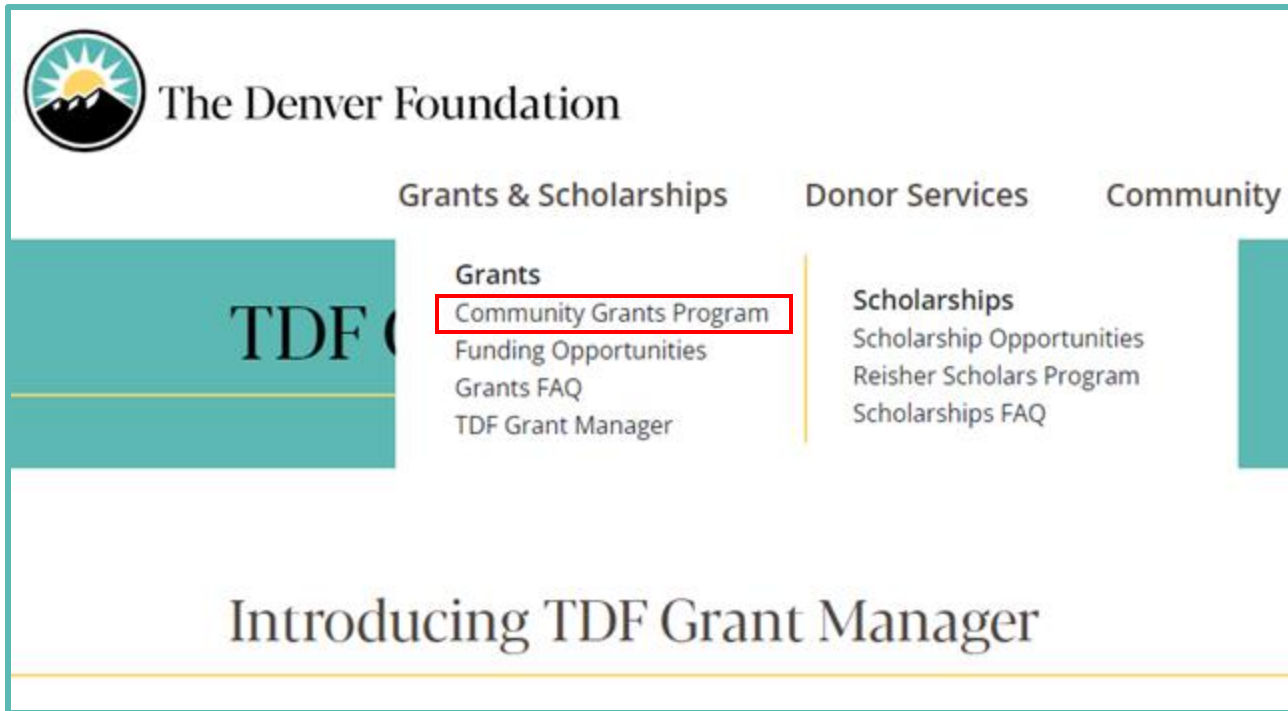 The Denver Foundation
Grants & Scholarships
Donor Services
Community
TDF
Grants
Community Grants Program
Funding Opportunities
Grants FAQ
TDF Grant Manager
Scholarships
Scholarship Opportunities
Reisher Scholars Program
Scholarships FAQ
Introducing TDF Grant Manager